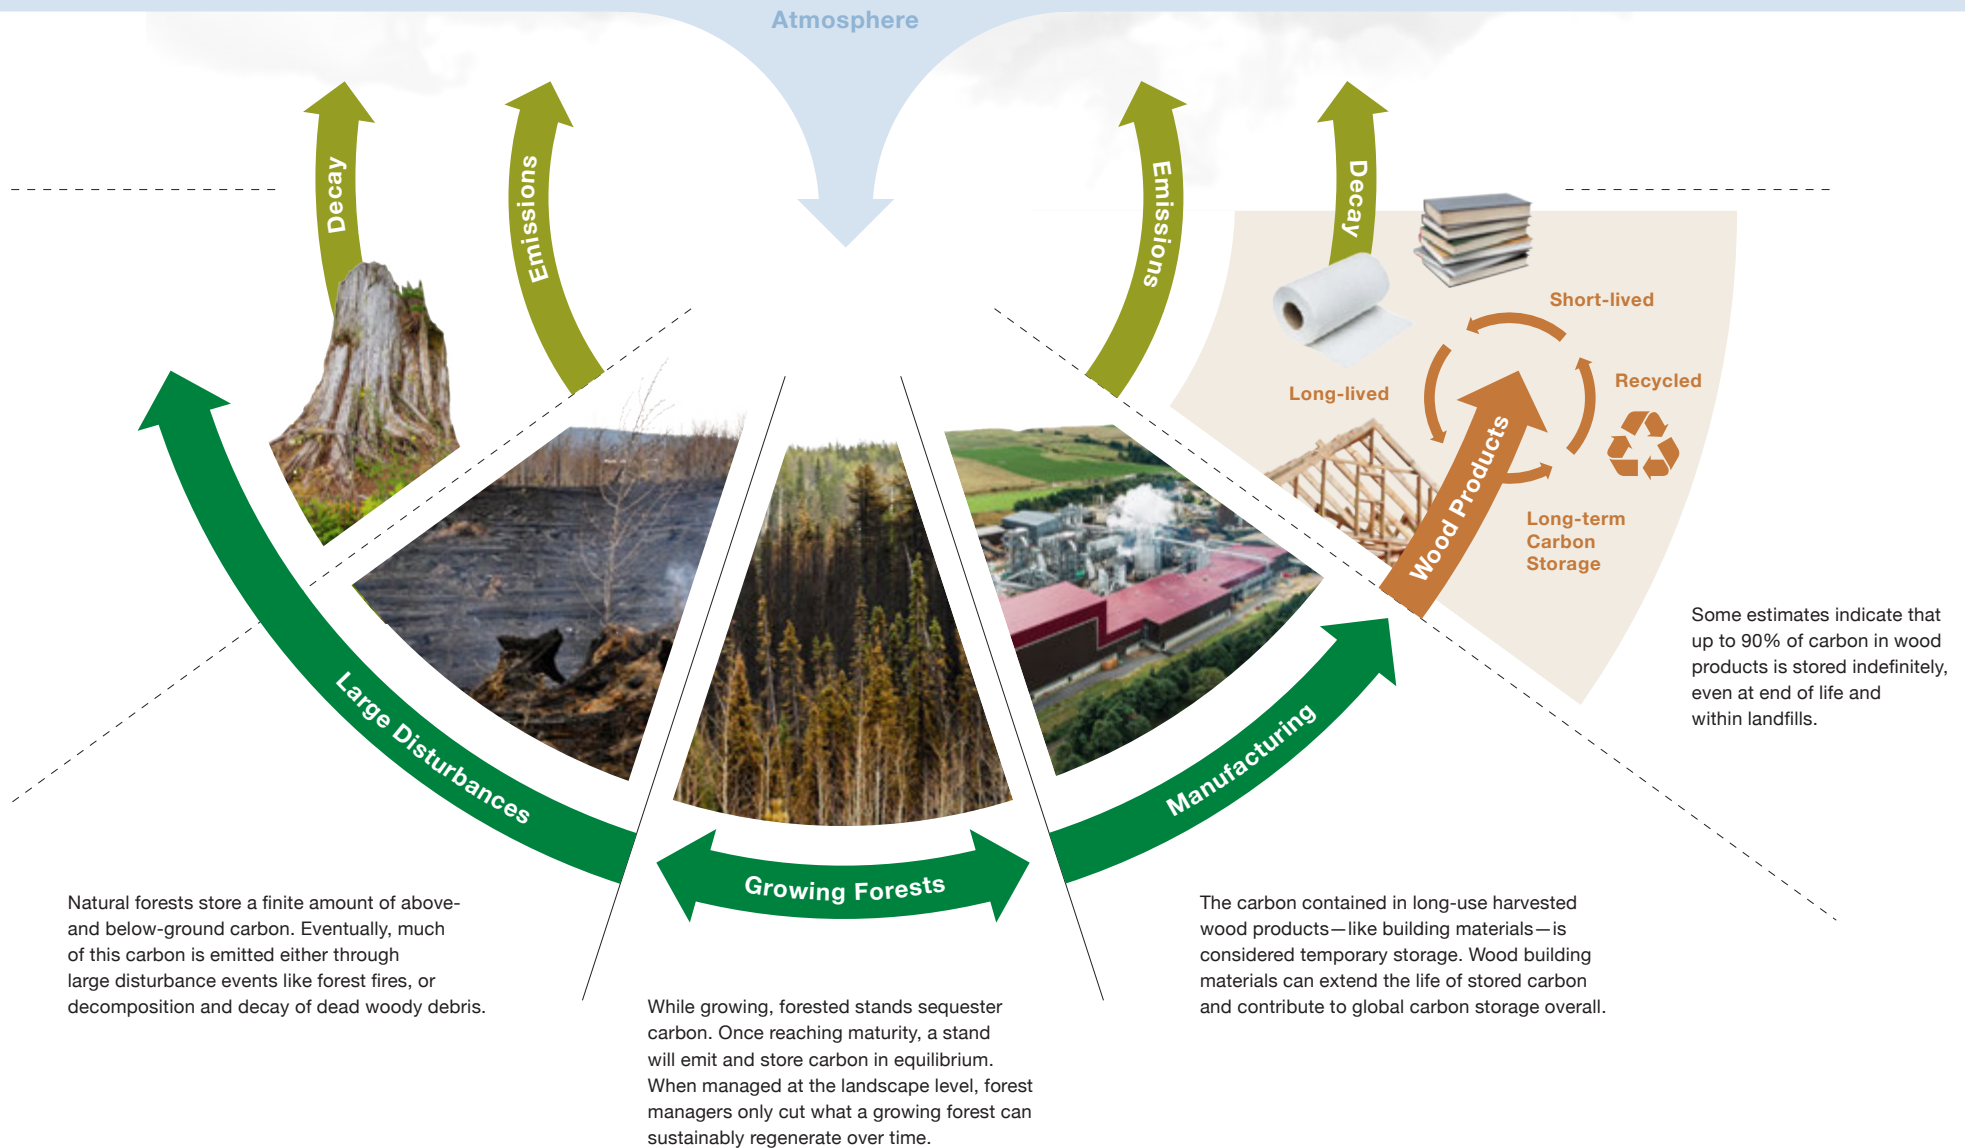 Atmosphere
Decay
Emissions
Emissions
Decay
Short-lived
Recycled
Long-lived
Wood Products
Long-term
Carbon
Storage
Some estimates indicate that
up to 90% of carbon in wood
products is stored indefinitely,
even at end of life and
within landfills.
Large Disturbances
Growing Forests
Manufacturing
Natural forests store a finite amount of above-
and below-ground carbon. Eventually, much
of this carbon is emitted either through
large disturbance events like forest fires, or
decomposition and decay of dead woody debris.
While growing, forested stands sequester
carbon. Once reaching maturity, a stand
will emit and store carbon in equilibrium.
When managed at the landscape level, forest
managers only cut what a growing forest can
sustainably regenerate over time.
The carbon contained in long-use harvested
wood products—like building materials—is
considered temporary storage. Wood building
materials can extend the life of stored carbon
and contribute to global carbon storage overall.